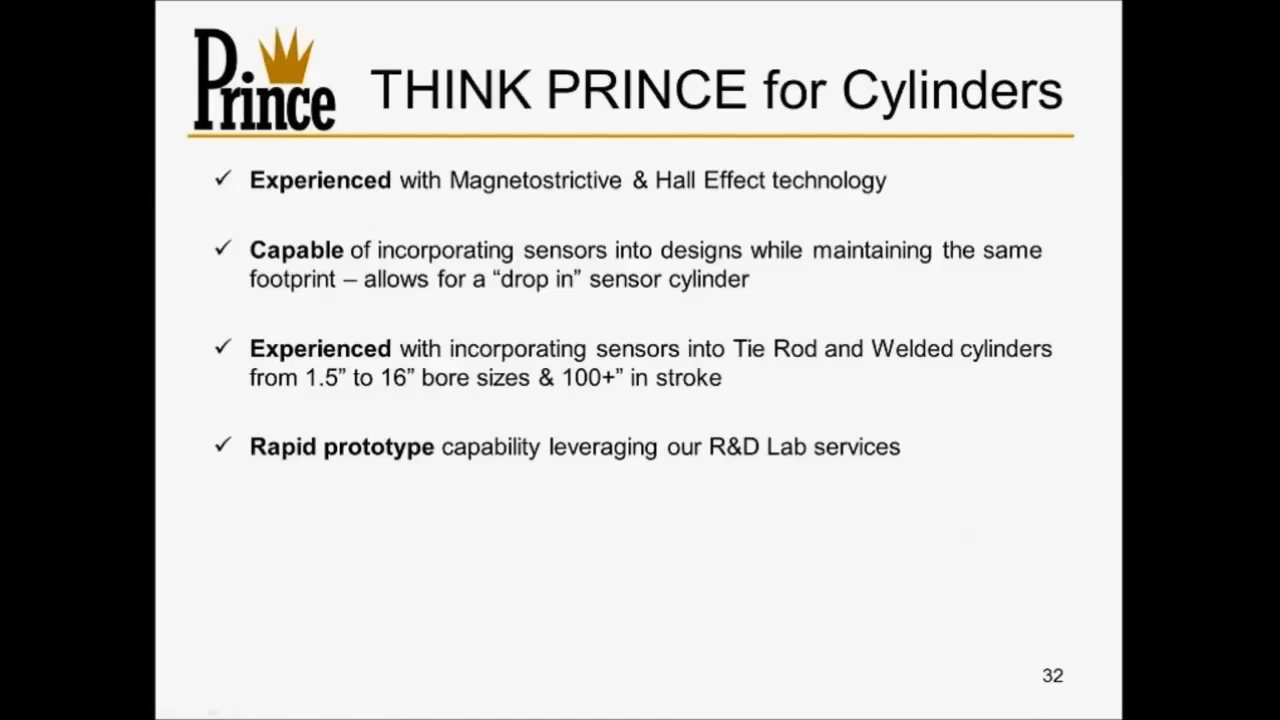 Prince
THINK PRINCE for Cylinders
✓ Experienced with Magnetostrictive & Hall Effect technology
✓ Capable of incorporating sensors into designs while maintaining the same
footprint – allows for a “drop in” sensor cylinder
✓ Experienced with incorporating sensors into Tie Rod and Welded cylinders
from 1.5” to 16” bore sizes & 100+” in stroke
✓ Rapid prototype capability leveraging our R&D Lab services
32